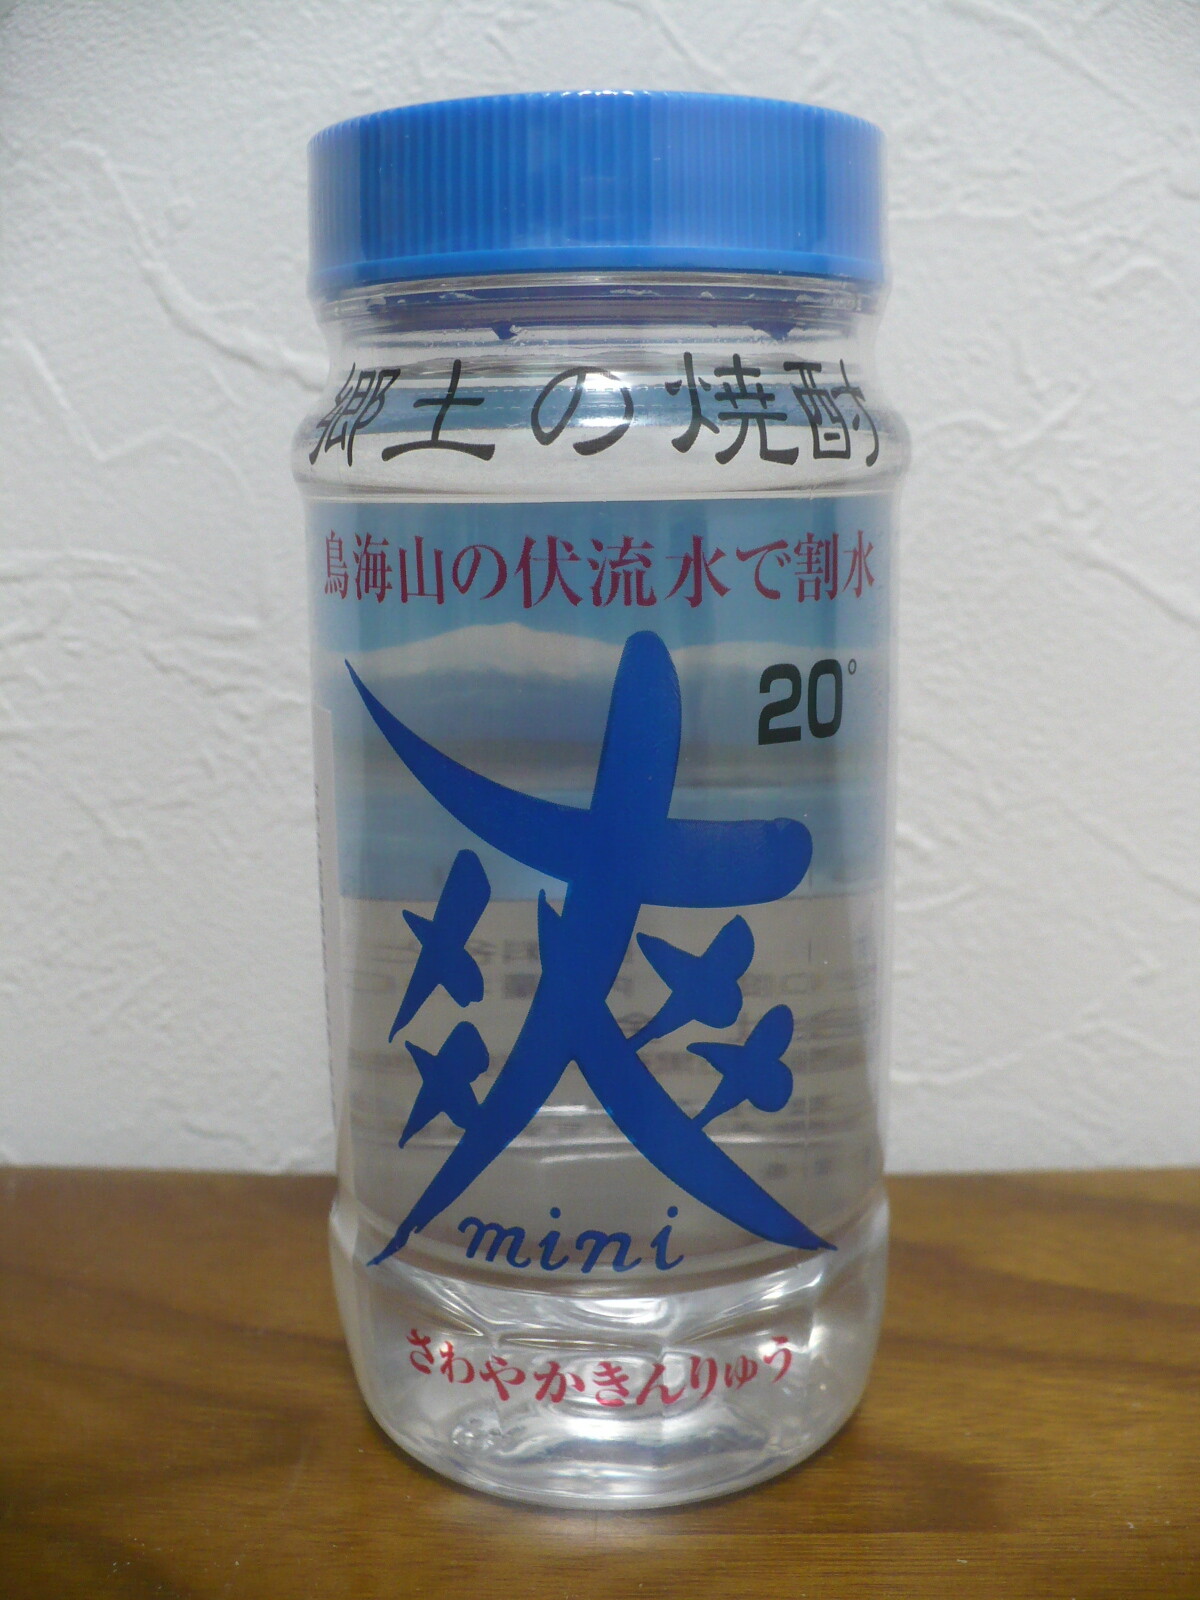 郷土の焼酎
鳥海山の伏流水で割水
20°
爽
mini
さわやかきんりゅう